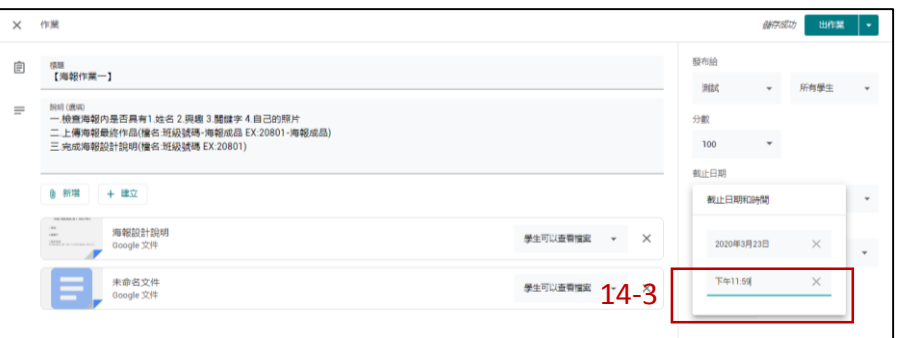 作業
儲存成功
出作業
標題
【海報作業一】
說明 (選填)
一.檢查海報內是否具有1.姓名 2.興趣 3.關鍵字 4.自己的照片
二.上傳海報最終作品(檔名:班級號碼-海報成品 EX:20801-海報成品)
三.完成海報設計說明(檔名:班級號碼 EX:20801)
新增
建立
海報設計說明
Google 文件
學生可以查看檔案
未命名文件
Google 文件
學生可以查看檔案
發布給
測試
所有學生
分數
100
截止日期
截止日期和時間
2020年3月23日
下午11:59
14-3